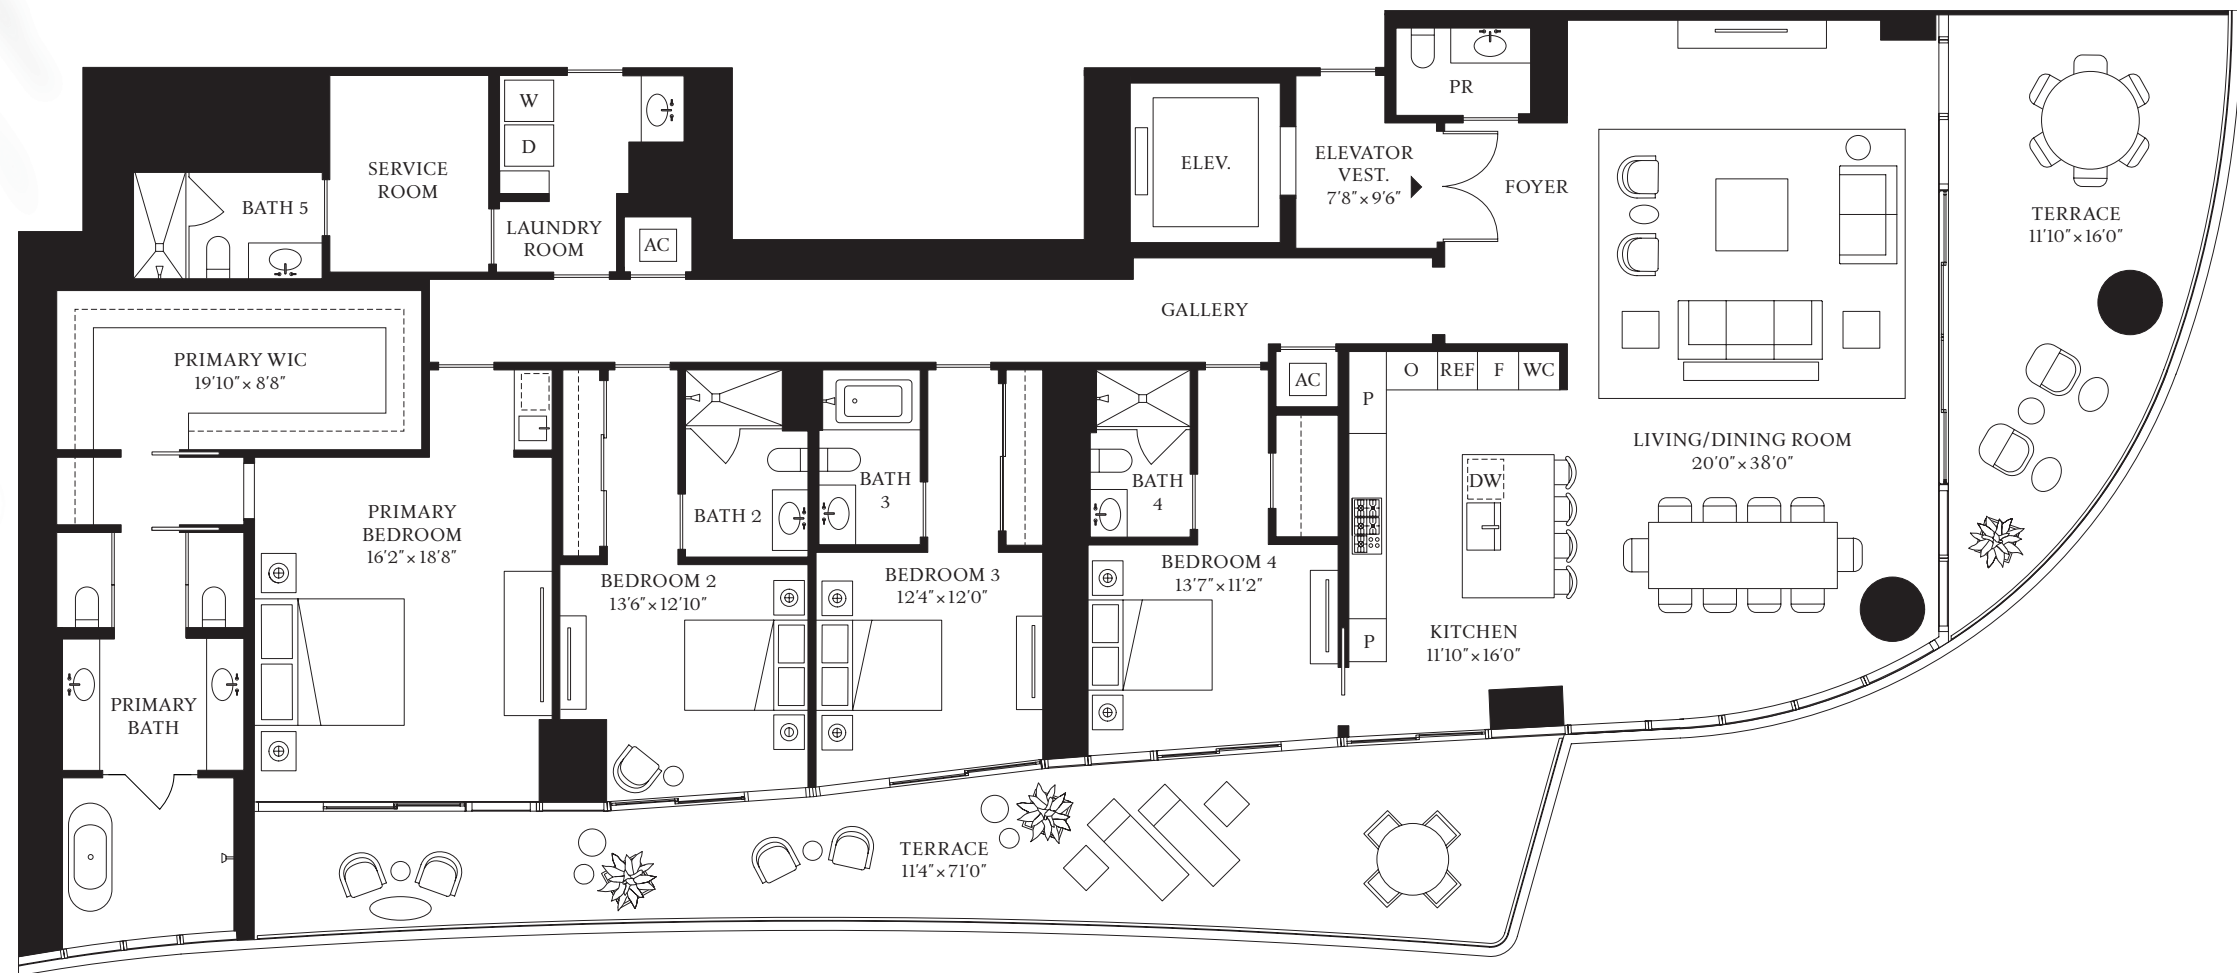 PR
W
D
SERVICE
ROOM
BATH 5
LAUNDRY
ROOM
AC
ELEV.
ELEVATOR
VEST.
7'8" × 9'6"
FOYER
TERRACE
11'10" × 16'0"
GALLERY
PRIMARY WIC
19'10" × 8'8"
AC
P
O
REF
F
WC
LIVING/DINING ROOM
20'0" × 38'0"
DW
PRIMARY
BEDROOM
16'2" × 18'8"
BATH 2
BATH
3
BATH
4
BEDROOM 2
13'6" × 12'10"
BEDROOM 3
12'4" × 12'0"
BEDROOM 4
13'7" × 11'2"
P
KITCHEN
11'10" × 16'0"
PRIMARY
BATH
TERRACE
11'4" × 71'0"